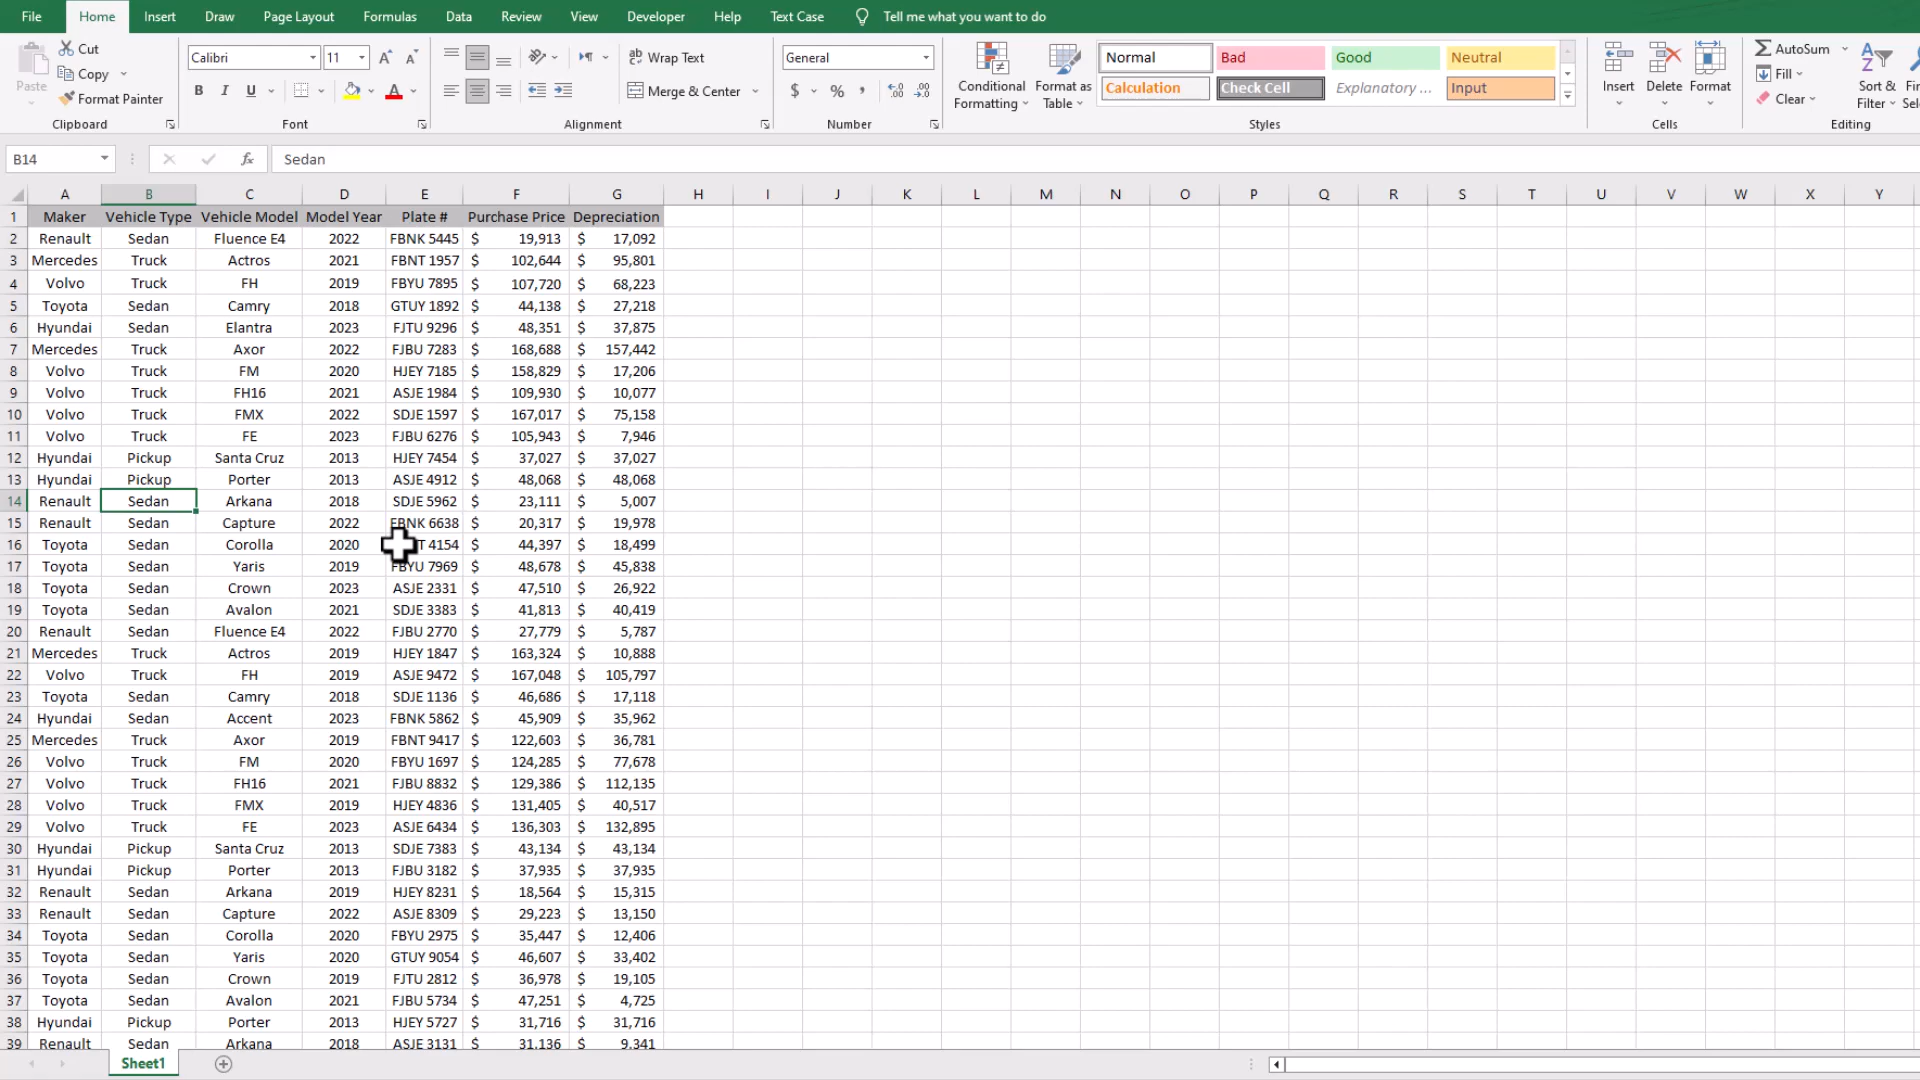 File Home Insert Draw Page Layout Formulas Data Review View Developer Help Text Case Tell me what you want to do
Paste
Cut
Copy
Format Painter
Clipboard
Calibri 11
B I U
Font
Wrap Text
Merge & Center
Alignment
General
$ % ,
Number
Conditional Formatting
Format as Table
Normal Bad Good Neutral
Calculation Check Cell Explanatory ... Input
Styles
Insert Delete Format
Cells
AutoSum
Fill
Clear
Sort & Filter
Editing
B14 fx Sedan
A B C D E F G H I J K L M N O P Q R S T U V W X Y
1 Maker Vehicle Type Vehicle Model Model Year Plate # Purchase Price Depreciation
2 Renault Sedan Fluence E4 2022 FBNK 5445 $ 19,913 $ 17,092
3 Mercedes Truck Actros 2021 FBNT 1957 $ 102,644 $ 95,801
4 Volvo Truck FH 2019 FBYU 7895 $ 107,720 $ 68,223
5 Toyota Sedan Camry 2018 GTUY 1892 $ 44,138 $ 27,218
6 Hyundai Sedan Elantra 2023 FJTU 9296 $ 48,351 $ 37,875
7 Mercedes Truck Axor 2022 FJBU 7283 $ 168,688 $ 157,442
8 Volvo Truck FM 2020 HJEY 7185 $ 158,829 $ 17,206
9 Volvo Truck FH16 2021 ASJE 1984 $ 109,930 $ 10,077
10 Volvo Truck FMX 2022 SDJE 1597 $ 167,017 $ 75,158
11 Volvo Truck FE 2023 FJBU 6276 $ 105,943 $ 7,946
12 Hyundai Pickup Santa Cruz 2013 HJEY 7454 $ 37,027 $ 37,027
13 Hyundai Pickup Porter 2013 ASJE 4912 $ 48,068 $ 48,068
14 Renault Sedan Arkana 2018 SDJE 5962 $ 23,111 $ 5,007
15 Renault Sedan Capture 2022 FBNK 6638 $ 20,317 $ 19,978
16 Toyota Sedan Corolla 2020 T 4154 $ 44,397 $ 18,499
17 Toyota Sedan Yaris 2019 FBYU 7969 $ 48,678 $ 45,838
18 Toyota Sedan Crown 2023 ASJE 2331 $ 47,510 $ 26,922
19 Toyota Sedan Avalon 2021 SDJE 3383 $ 41,813 $ 40,419
20 Renault Sedan Fluence E4 2022 FJBU 2770 $ 27,779 $ 5,787
21 Mercedes Truck Actros 2019 HJEY 1847 $ 163,324 $ 10,888
22 Volvo Truck FH 2019 ASJE 9472 $ 167,048 $ 105,797
23 Toyota Sedan Camry 2018 SDJE 1136 $ 46,686 $ 17,118
24 Hyundai Sedan Accent 2023 FBNK 5862 $ 45,909 $ 35,962
25 Mercedes Truck Axor 2019 FBNT 9417 $ 122,603 $ 36,781
26 Volvo Truck FM 2020 FBYU 1697 $ 124,285 $ 77,678
27 Volvo Truck FH16 2021 FJBU 8832 $ 129,386 $ 112,135
28 Volvo Truck FMX 2019 HJEY 4836 $ 131,405 $ 40,517
29 Volvo Truck FE 2023 ASJE 6434 $ 136,303 $ 132,895
30 Hyundai Pickup Santa Cruz 2013 SDJE 7383 $ 43,134 $ 43,134
31 Hyundai Pickup Porter 2013 FJBU 3182 $ 37,935 $ 37,935
32 Renault Sedan Arkana 2019 HJEY 8231 $ 18,564 $ 15,315
33 Renault Sedan Capture 2022 ASJE 8309 $ 29,223 $ 13,150
34 Toyota Sedan Corolla 2020 FBYU 2975 $ 35,447 $ 12,406
35 Toyota Sedan Yaris 2020 GTUY 9054 $ 46,607 $ 33,402
36 Toyota Sedan Crown 2019 FJTU 2812 $ 36,978 $ 19,105
37 Toyota Sedan Avalon 2021 FJBU 5734 $ 47,251 $ 4,725
38 Hyundai Pickup Porter 2013 HJEY 5727 $ 31,716 $ 31,716
39 Renault Sedan Arkana 2018 ASJE 3131 $ 31,136 $ 9,341
Sheet1